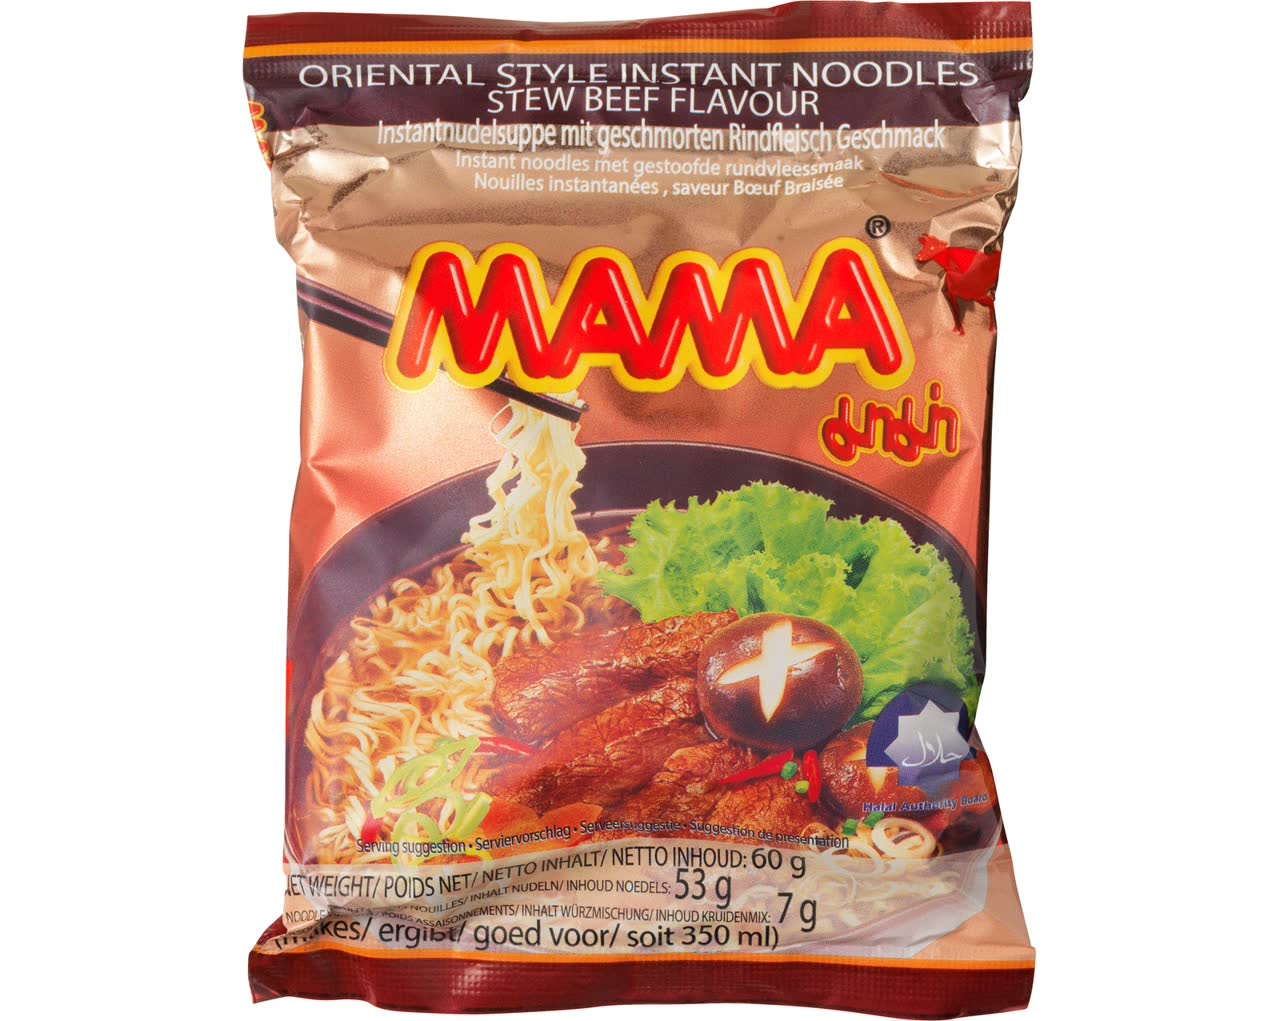 ORIENTAL STYLE INSTANT NOODLES
STEW BEEF FLAVOUR
Instantnudelsuppe mit geschmorten Rindfleisch Geschmack
Instant noodles met gestoofde rundvleessmaak
Nouilles instantanées , saveur Bœuf Braisée
MAMA®
มาม่า
حلال
Halal Authority Board
Serving suggestion • Serviervorschlag • Serveersuggestie • Suggestion de présentation
WEIGHT/ POIDS NET/ NETTO INHALT/ NETTO INHOUD: 60 g
NOUILLES/ INHALT NUDELN/ INHOUD NOEDELS: 53 g
POIDS ASSAISONNEMENTS/ INHALT WÜRZMISCHUNG/ INHOUD KRUIDENMIX: 7 g
(makes/ ergibt/ goed voor/ soit 350 ml)